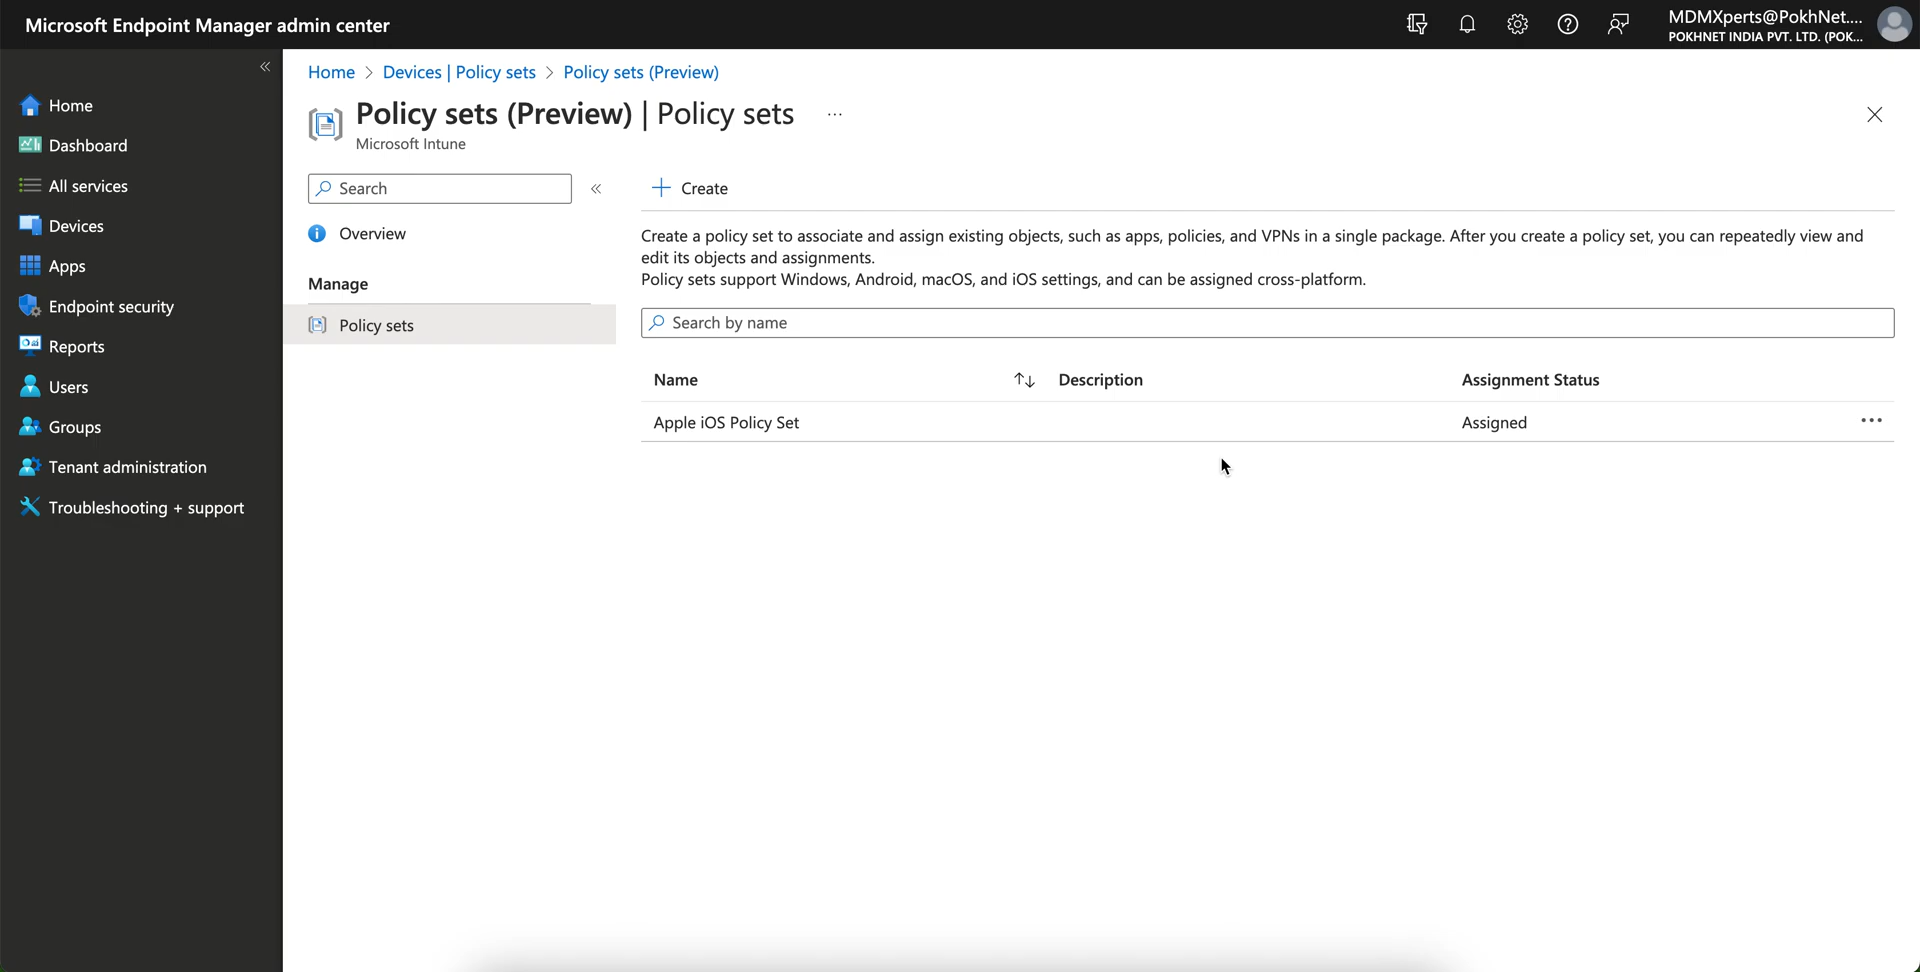 Microsoft Endpoint Manager admin center
MDMXperts@PokhNet....
POKHNET INDIA PVT. LTD. (POK...
Home
Dashboard
All services
Devices
Apps
Endpoint security
Reports
Users
Groups
Tenant administration
Troubleshooting + support
Home > Devices | Policy sets > Policy sets (Preview)
Policy sets (Preview) | Policy sets ...
Microsoft Intune
Search
Overview
Manage
Policy sets
Create
Create a policy set to associate and assign existing objects, such as apps, policies, and VPNs in a single package. After you create a policy set, you can repeatedly view and
edit its objects and assignments.
Policy sets support Windows, Android, macOS, and iOS settings, and can be assigned cross-platform.
Search by name
Name Description Assignment Status
Apple iOS Policy Set Assigned